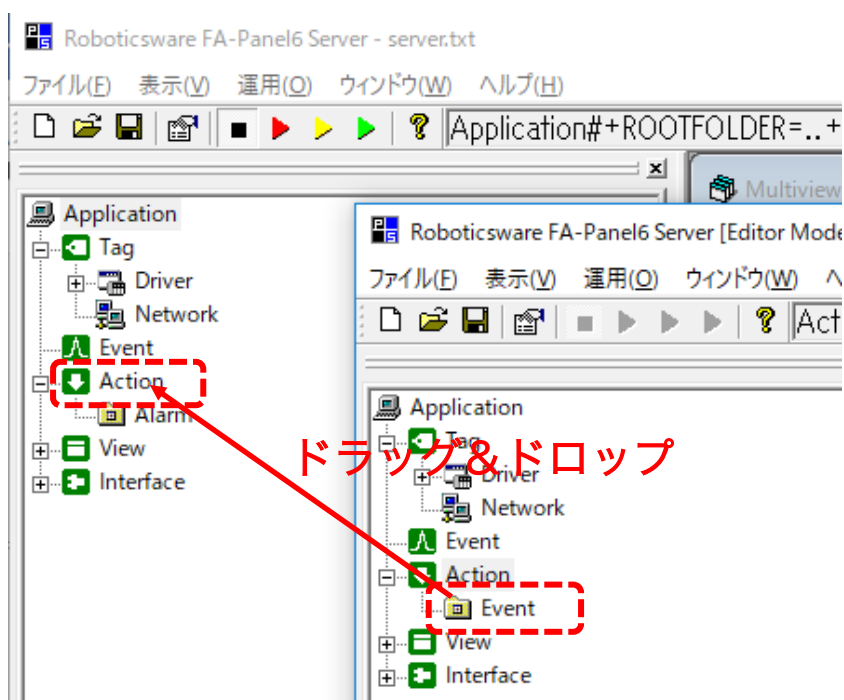 Roboticsware FA-Panel6 Server - server.txt
ファイル(F) 表示(V) 運用(O) ウィンドウ(W) ヘルプ(H)
Application#+ROOTFOLDER=..+
Multiview
Application
Tag
Driver
Network
Event
Action
Alarm
View
Interface
Roboticsware FA-Panel6 Server [Editor Mode
ファイル(F) 表示(V) 運用(O) ウィンドウ(W) ヘ
Act
Application
Tag
Driver
Network
Event
Action
Event
View
Interface
ドラッグ&ドロップ